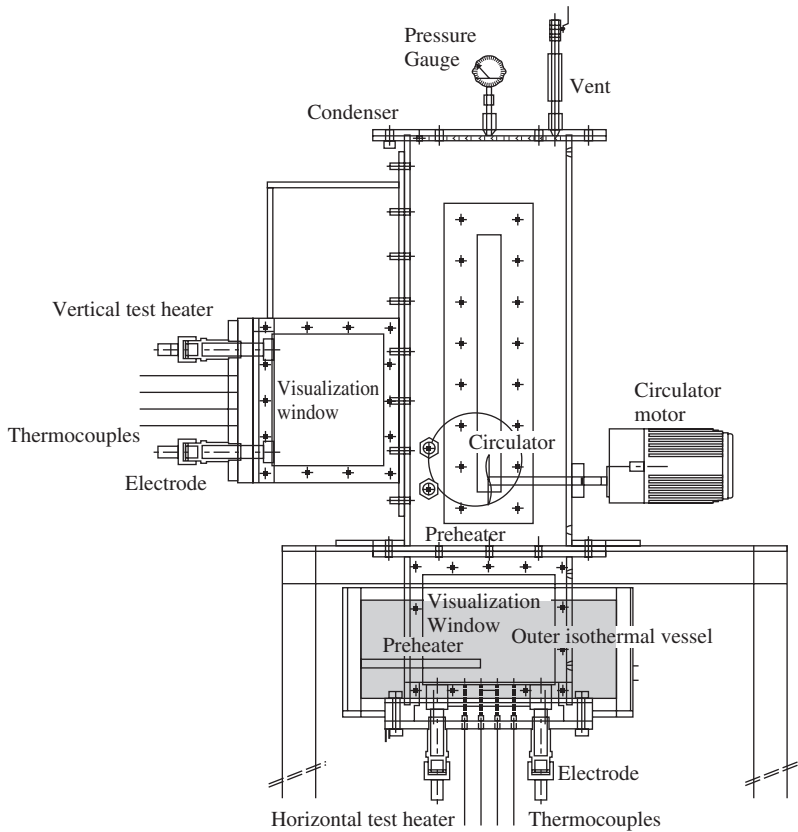 Pressure
Gauge
Vent
Condenser
Vertical test heater
Visualization
window
Circulator
motor
Thermocouples
Circulator
Electrode
Preheater
Visualization
Window
Outer isothermal vessel
Preheater
Electrode
Horizontal test heater
Thermocouples